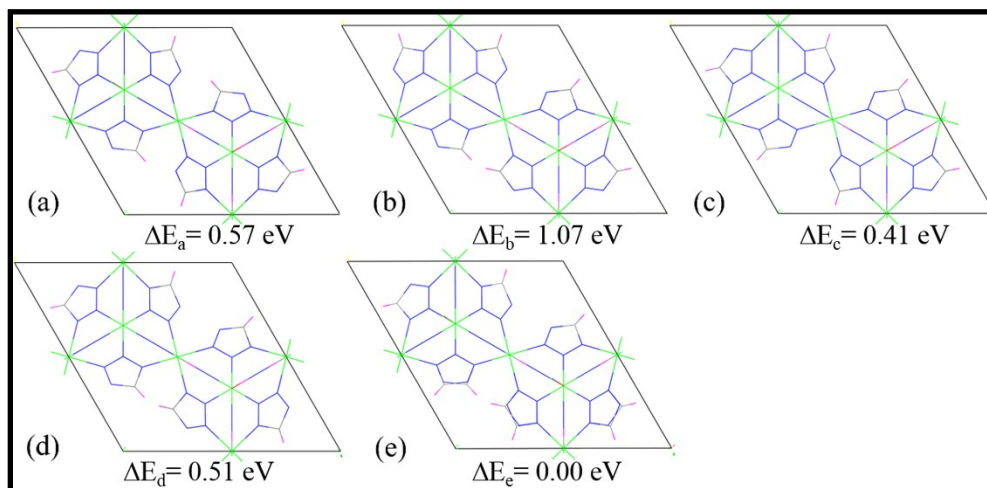 (a)
ΔEa= 0.57 eV
(b)
ΔEb= 1.07 eV
(c)
ΔEc= 0.41 eV
(d)
ΔEd= 0.51 eV
(e)
ΔEe= 0.00 eV